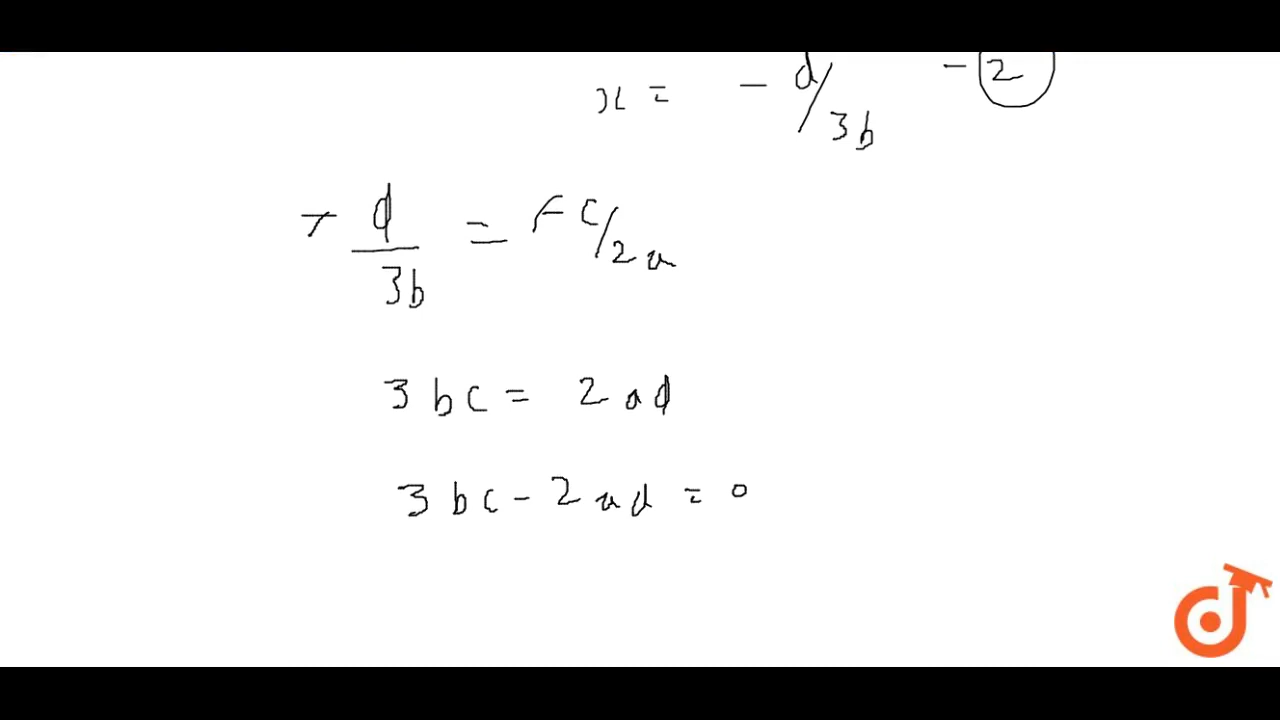 x = - d/3b - 2
- d/3b = - c/2a
3bc = 2ad
3bc - 2ad = 0